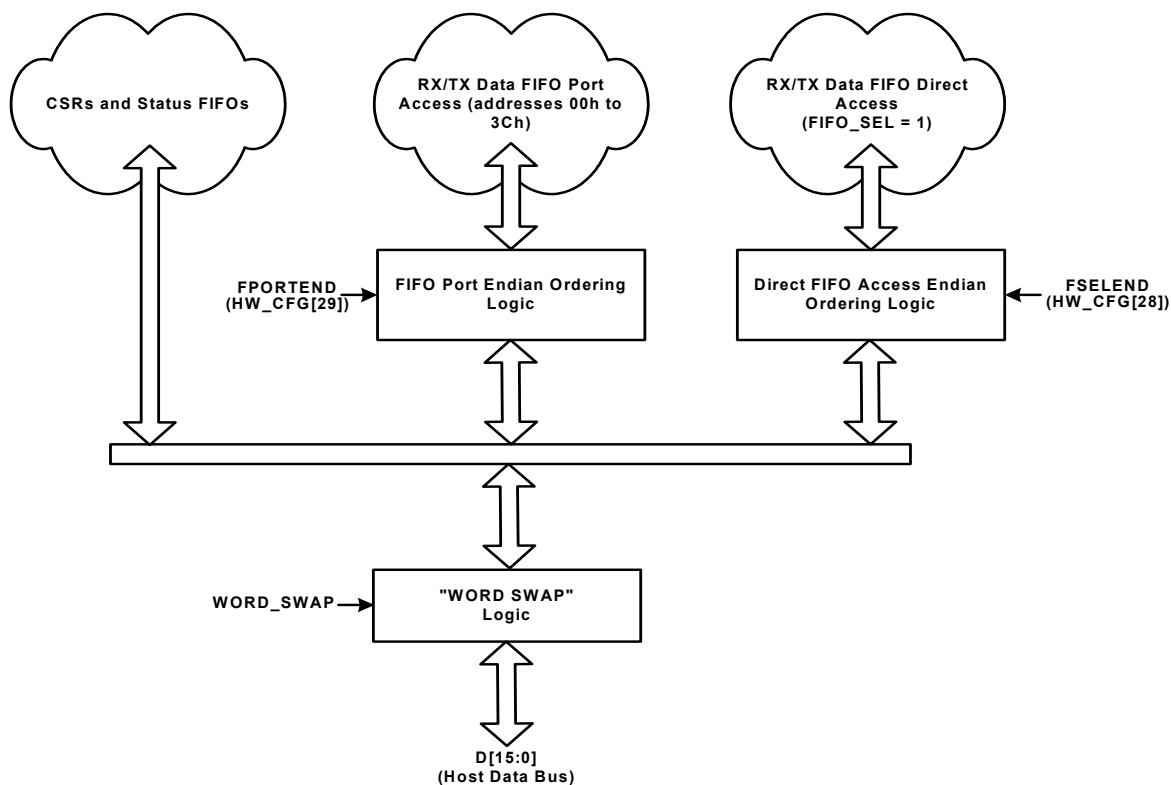 CSRs and Status FIFOs
RX/TX Data FIFO Port
Access (addresses 00h to
3Ch)
RX/TX Data FIFO Direct
Access
(FIFO_SEL = 1)
FPORTEND
(HW_CFG[29])
FIFO Port Endian Ordering
Logic
Direct FIFO Access Endian
Ordering Logic
FSELEND
(HW_CFG[28])
WORD_SWAP
"WORD SWAP"
Logic
D[15:0]
(Host Data Bus)